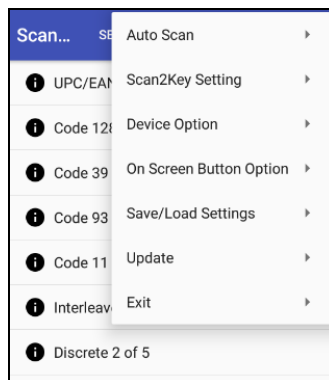 Scan...
SE
Auto Scan
Scan2Key Setting
Device Option
On Screen Button Option
Save/Load Settings
Update
Exit
UPC/EAN
Code 128
Code 39
Code 93
Code 11
Interleav
Discrete 2 of 5